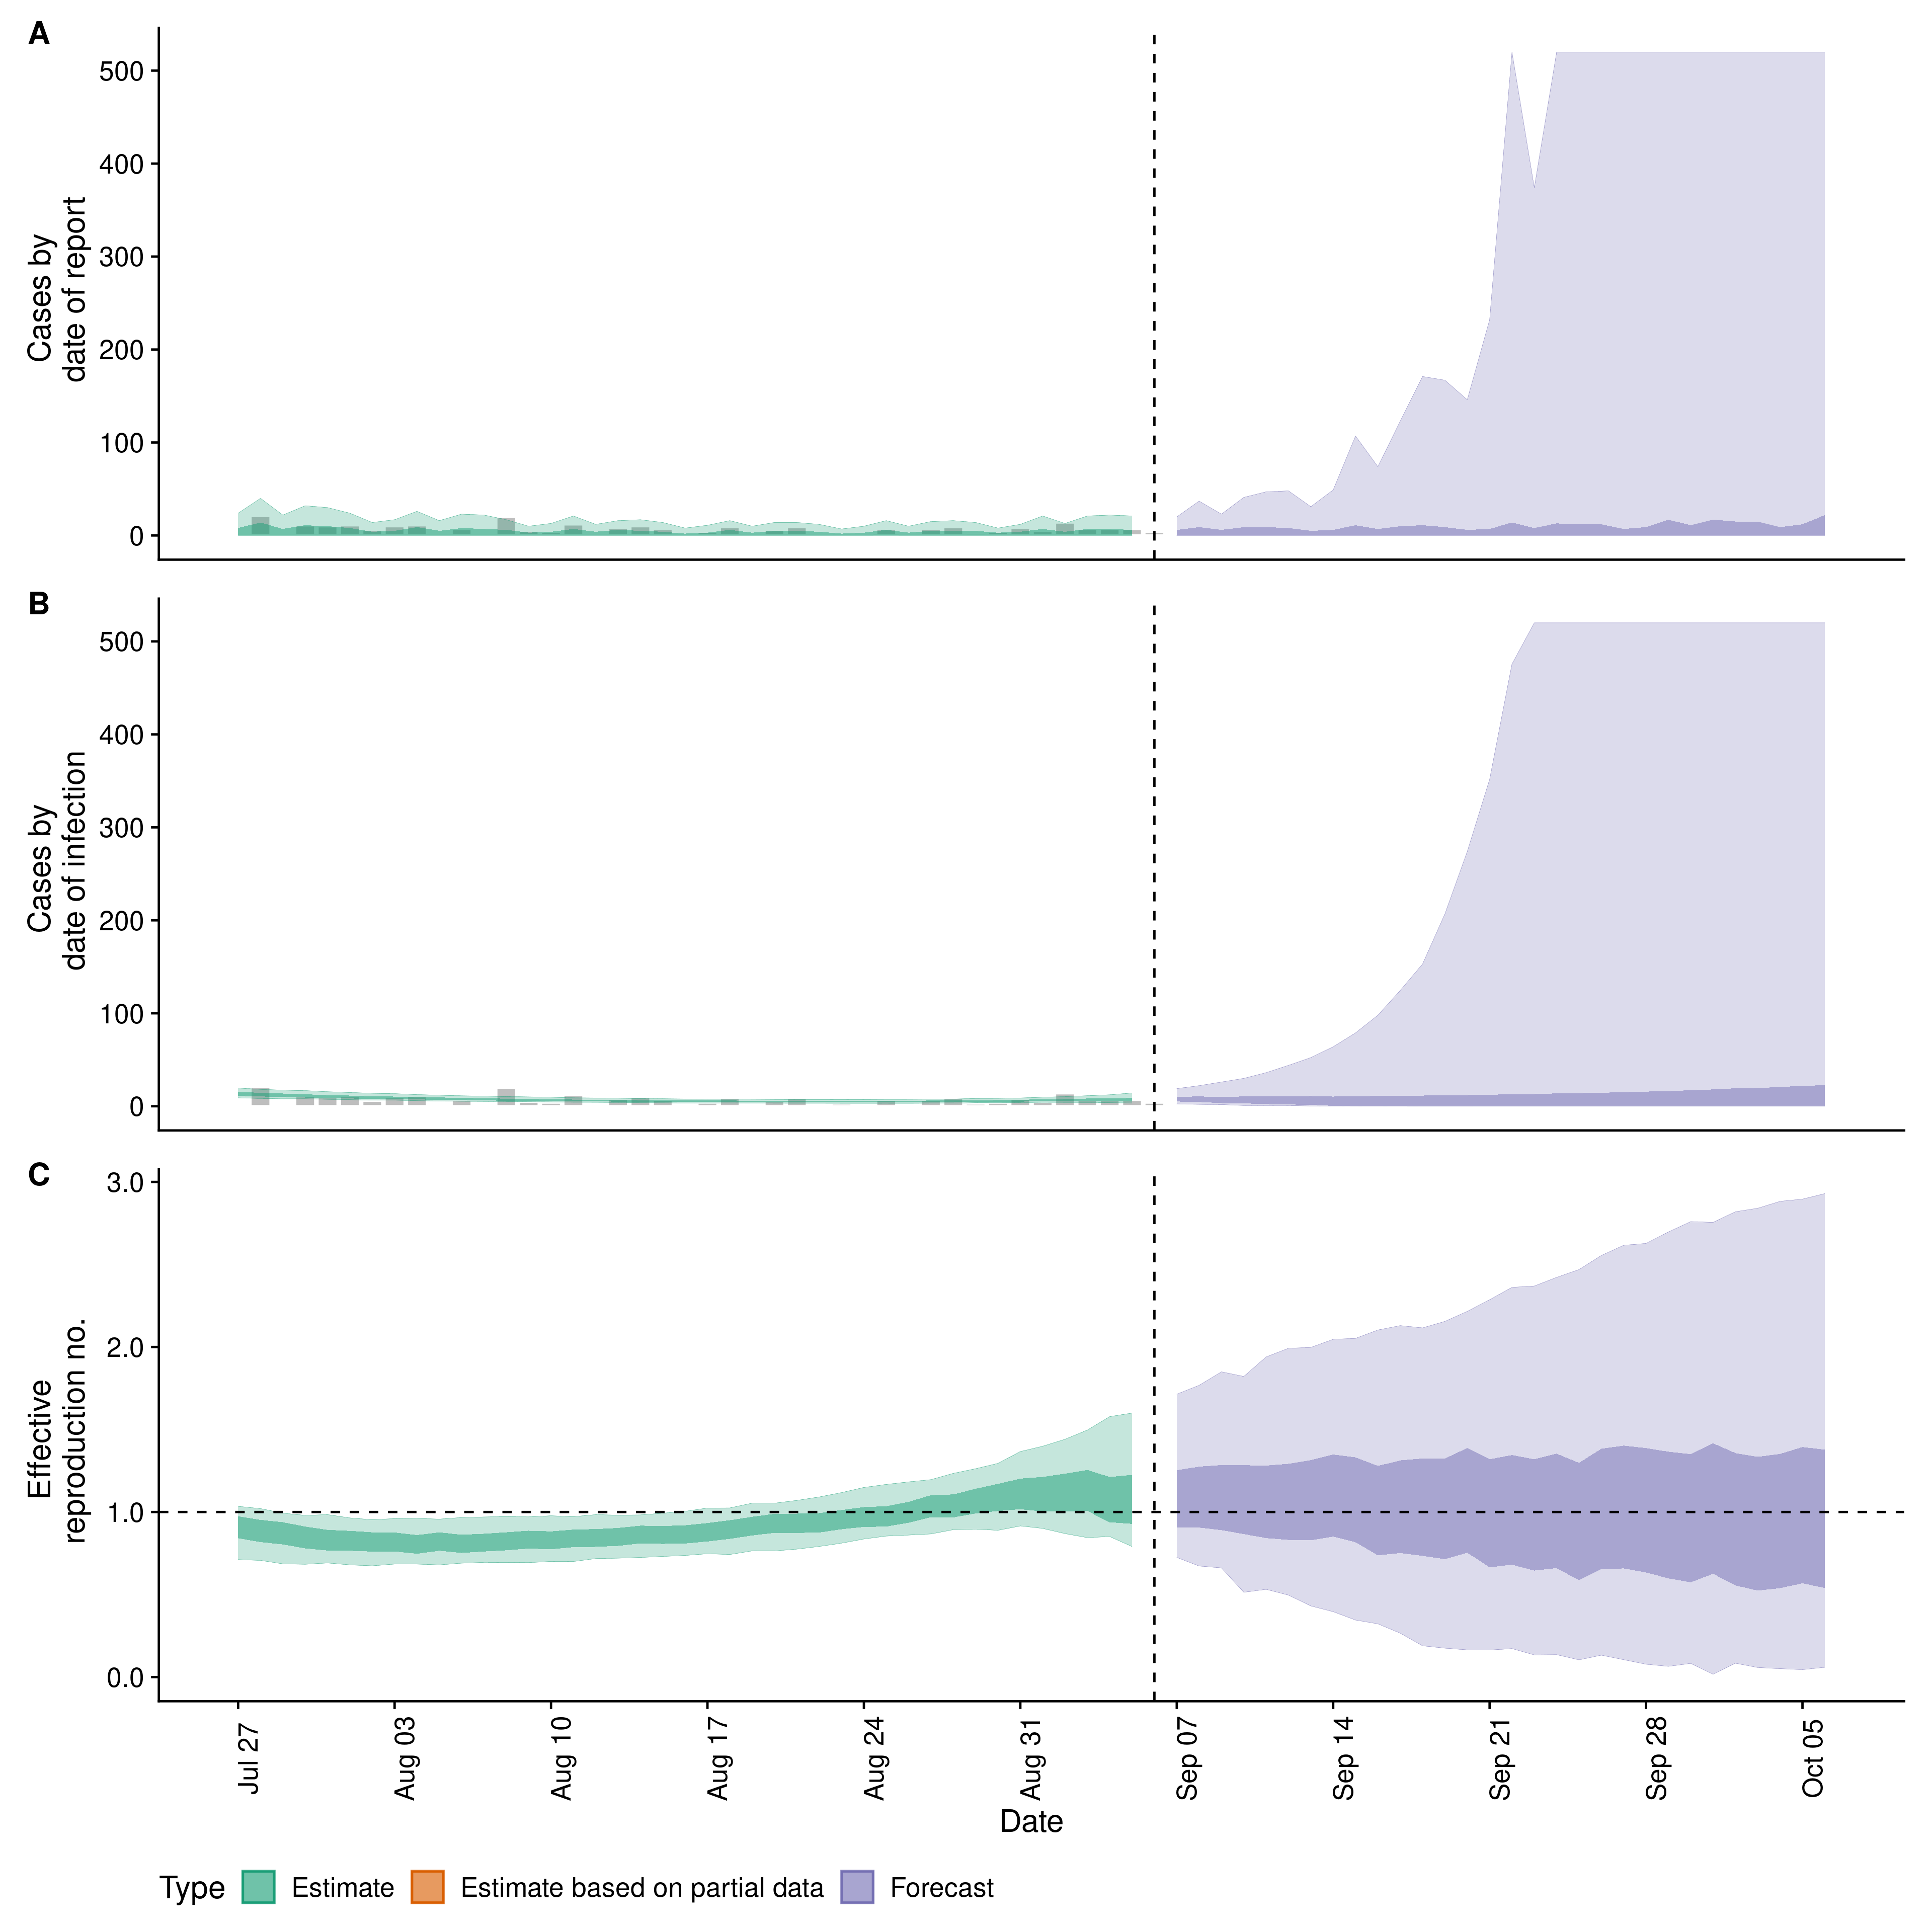 A
Cases by
date of report
500
400
300
200
100
0
B
Cases by
date of infection
500
400
300
200
100
0
C
Effective
reproduction no.
3.0
2.0
1.0
0.0
Jul 27
Aug 03
Aug 10
Aug 17
Aug 24
Aug 31
Sep 07
Sep 14
Sep 21
Sep 28
Oct 05
Date
Type Estimate Estimate based on partial data Forecast